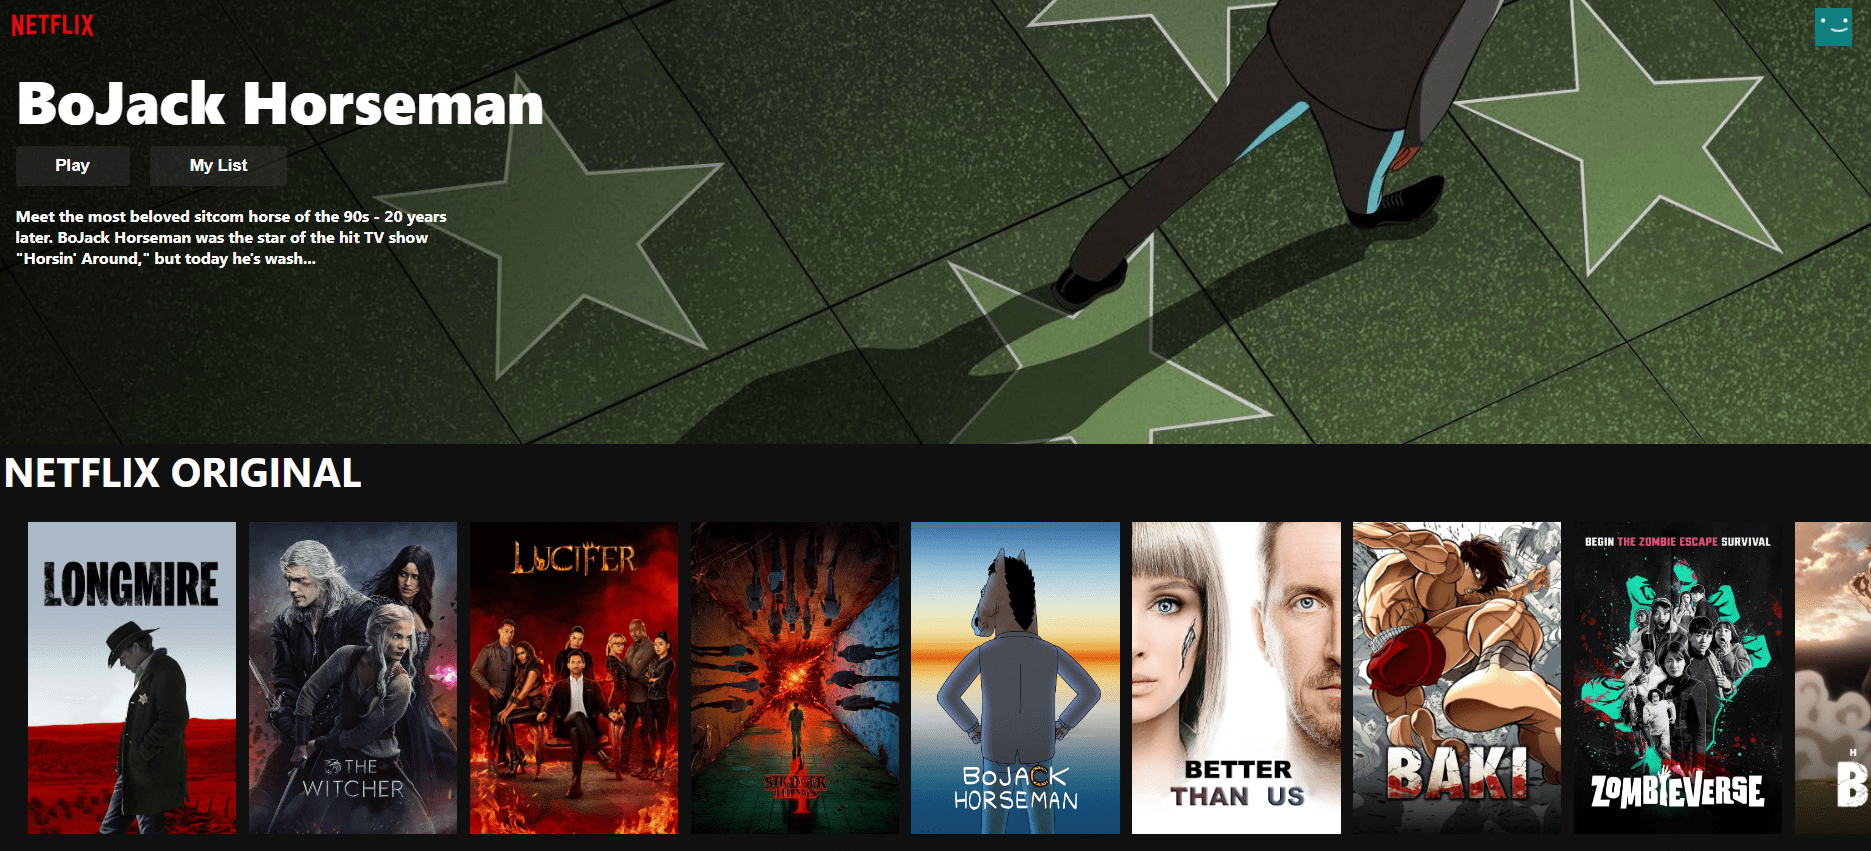 NETFLIX
BoJack Horseman
Play
My List
Meet the most beloved sitcom horse of the 90s - 20 years
later. BoJack Horseman was the star of the hit TV show
"Horsin' Around," but today he's wash...
NETFLIX ORIGINAL
LONGMIRE
THE
WITCHER
LUCIFER
STRANGER
THINGS
BOJACK
HORSEMAN
BETTER
THAN US
BAKI
BEGIN THE ZOMBIE ESCAPE SURVIVAL
ZOMBIEVERSE
H
B